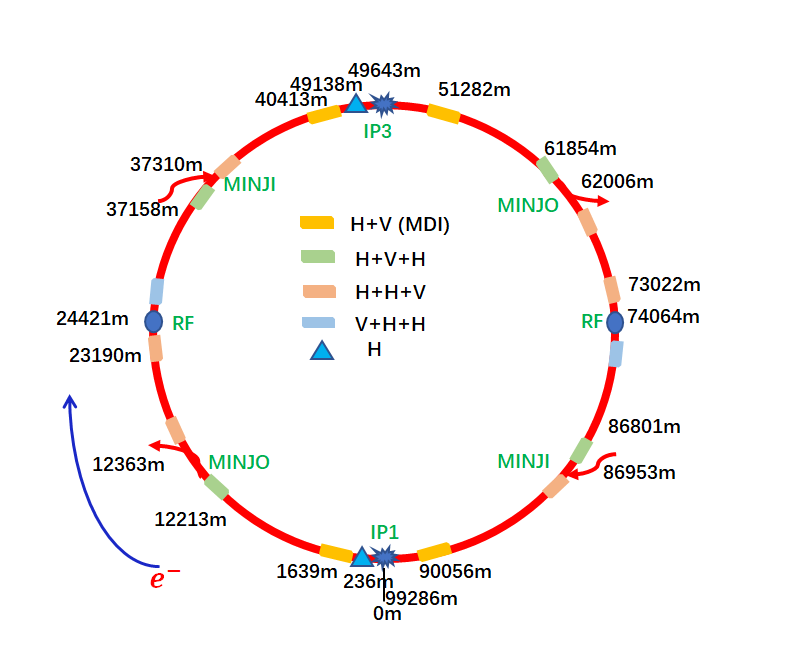 49643m
49138m
51282m
40413m
IP3
61854m
37310m
MINJI
62006m
37158m
MINJO
H+V (MDI)
H+V+H
H+H+V
V+H+H
H
73022m
24421m
RF
RF
74064m
23190m
86801m
12363m
MINJO
MINJI
86953m
12213m
IP1
1639m
236m
90056m
e−
99286m
0m